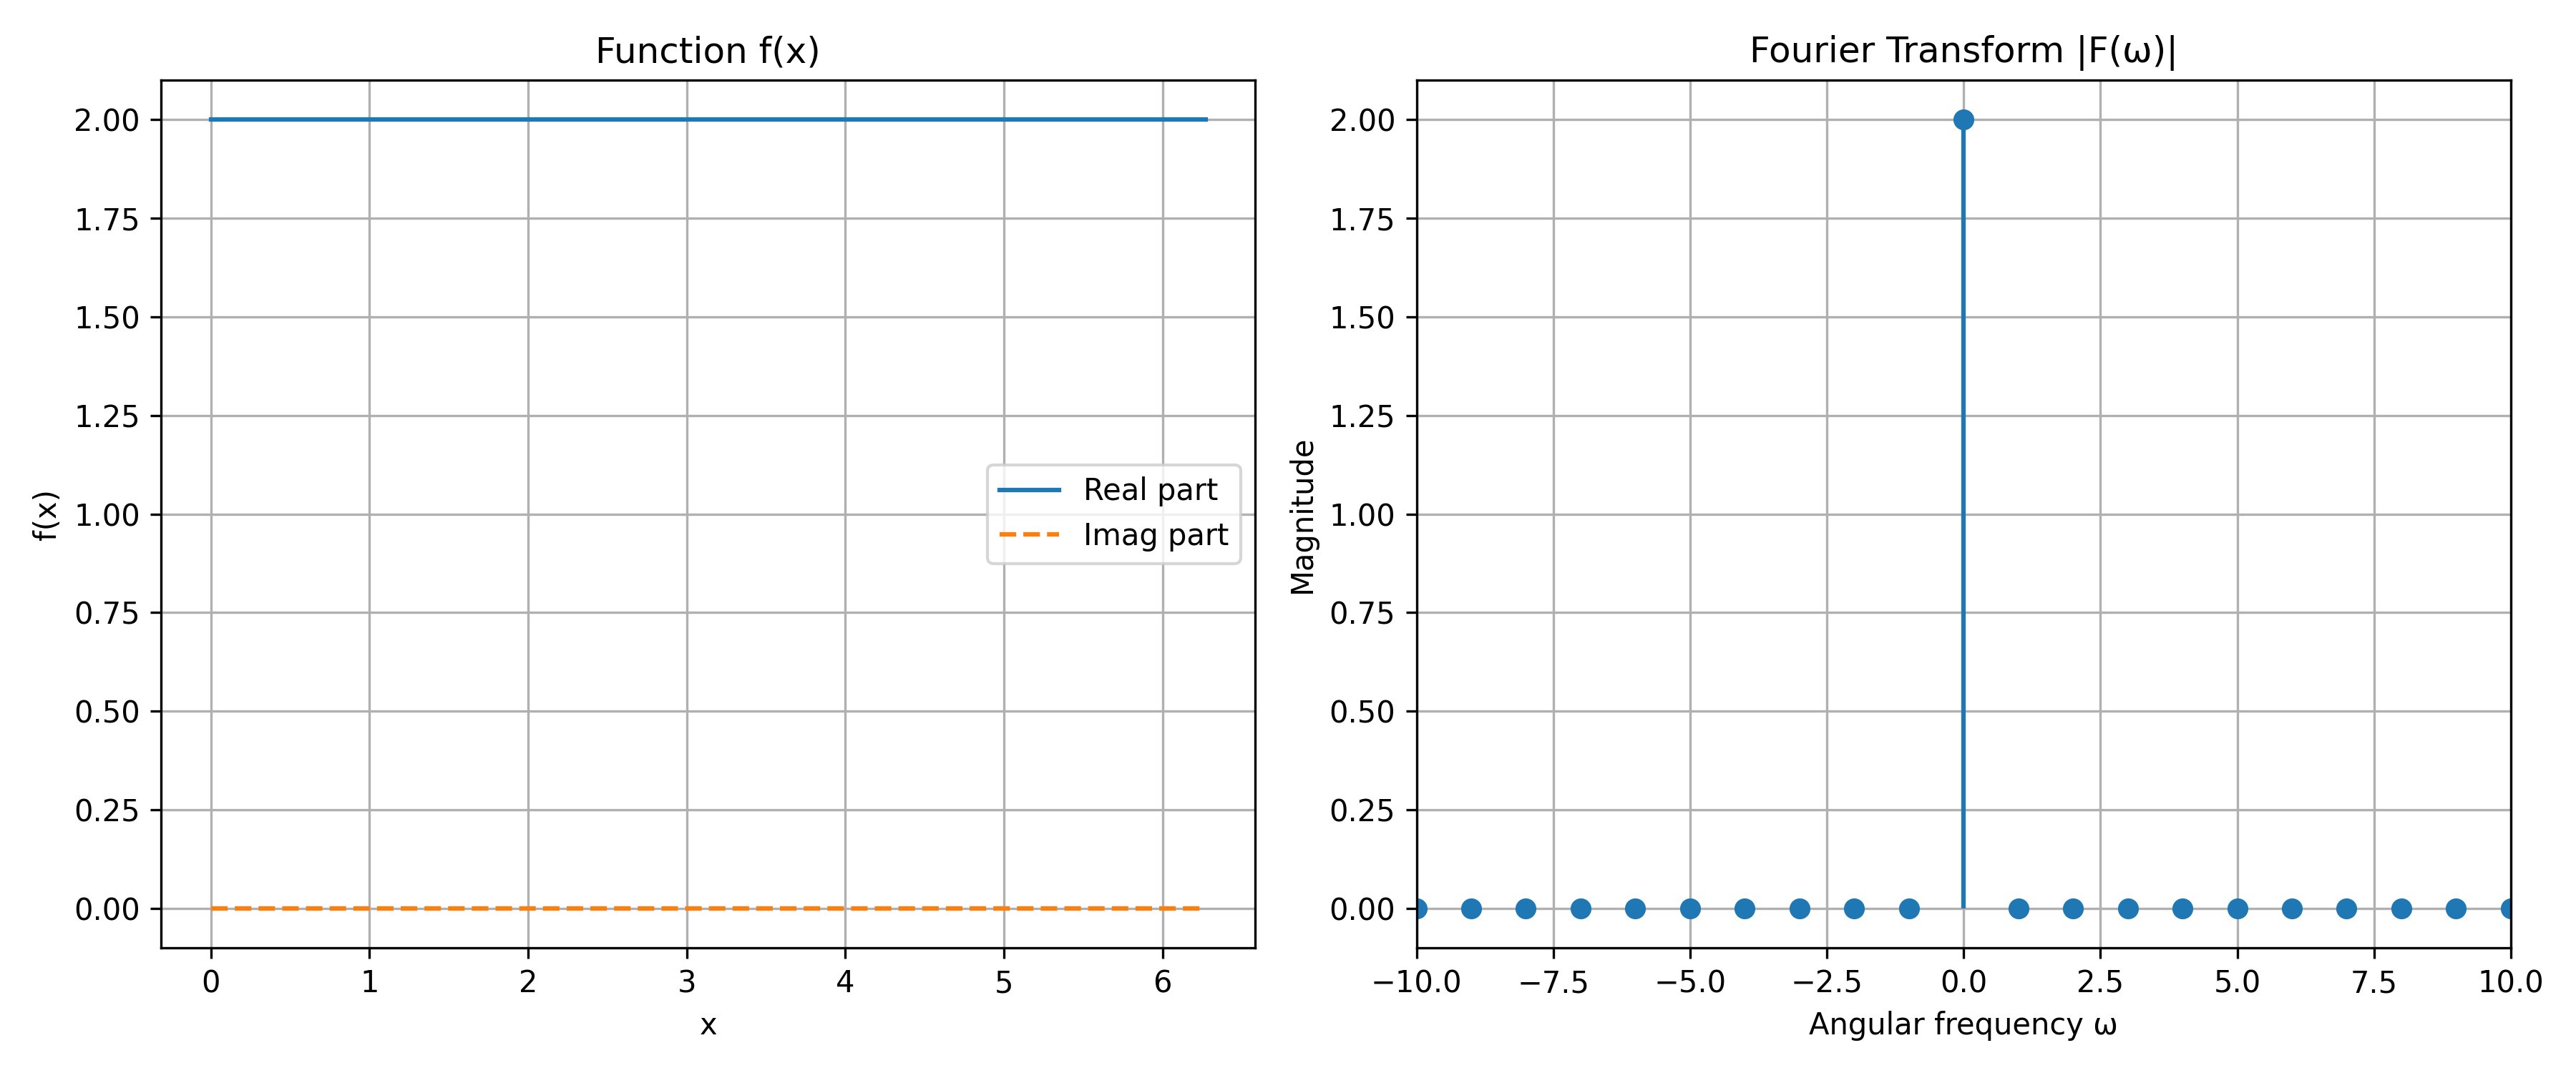 Function f(x)
2.00
1.75
1.50
1.25
1.00
0.75
0.50
0.25
0.00
f(x)
Real part
Imag part
0 1 2 3 4 5 6
x
Fourier Transform |F(ω)|
2.00
1.75
1.50
1.25
1.00
0.75
0.50
0.25
0.00
Magnitude
−10.0 −7.5 −5.0 −2.5 0.0 2.5 5.0 7.5 10.0
Angular frequency ω